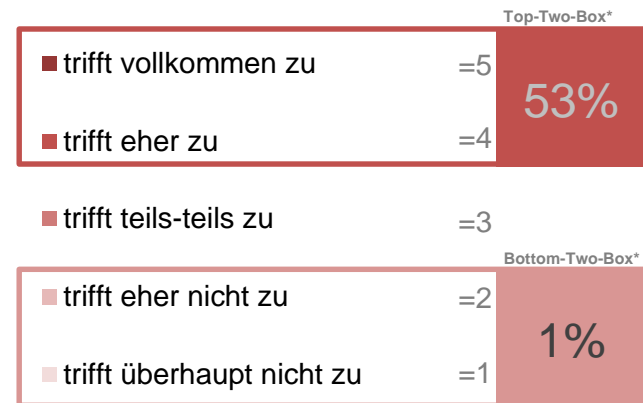 Top-Two-Box*
trifft vollkommen zu =5
53%
trifft eher zu =4
trifft teils-teils zu =3
Bottom-Two-Box*
trifft eher nicht zu =2
1%
trifft überhaupt nicht zu =1